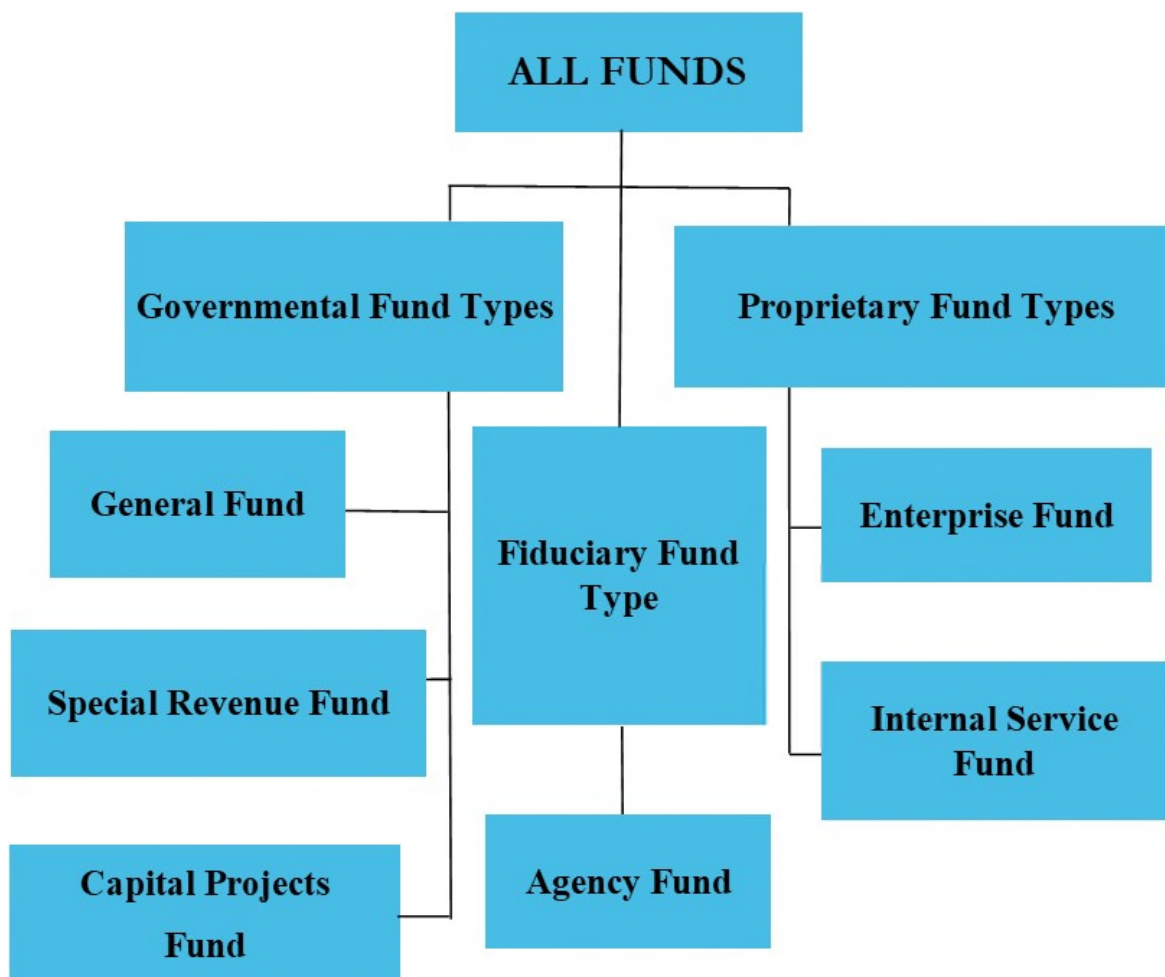 ALL FUNDS
Governmental Fund Types
Proprietary Fund Types
General Fund
Fiduciary Fund
Type
Enterprise Fund
Special Revenue Fund
Internal Service
Fund
Capital Projects
Fund
Agency Fund